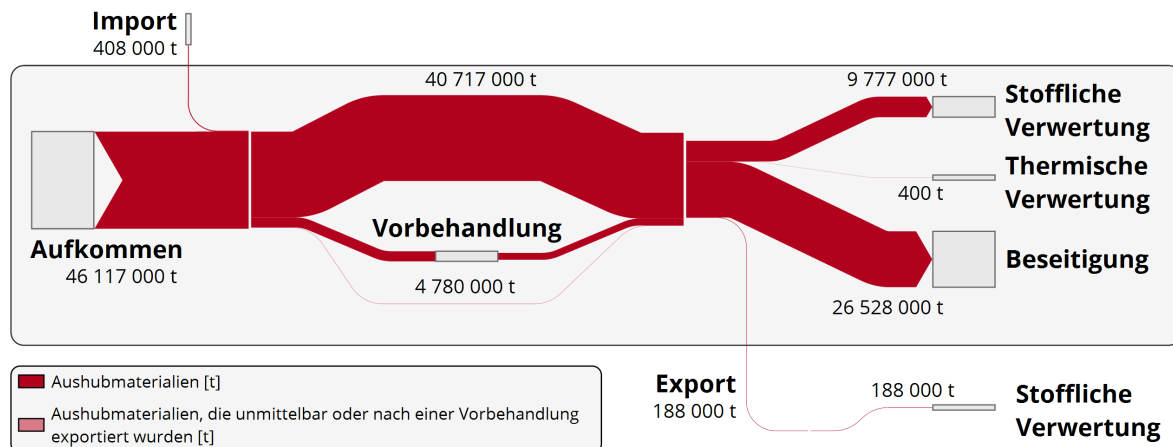 Import
408 000 t
40 717 000 t
9 777 000 t
Stoffliche
Verwertung
Thermische
Verwertung
400 t
Vorbehandlung
Aufkommen
46 117 000 t
4 780 000 t
Beseitigung
26 528 000 t
Aushubmaterialien [t]
Aushubmaterialien, die unmittelbar oder nach einer Vorbehandlung
exportiert wurden [t]
Export
188 000 t
188 000 t
Stoffliche
Verwertung